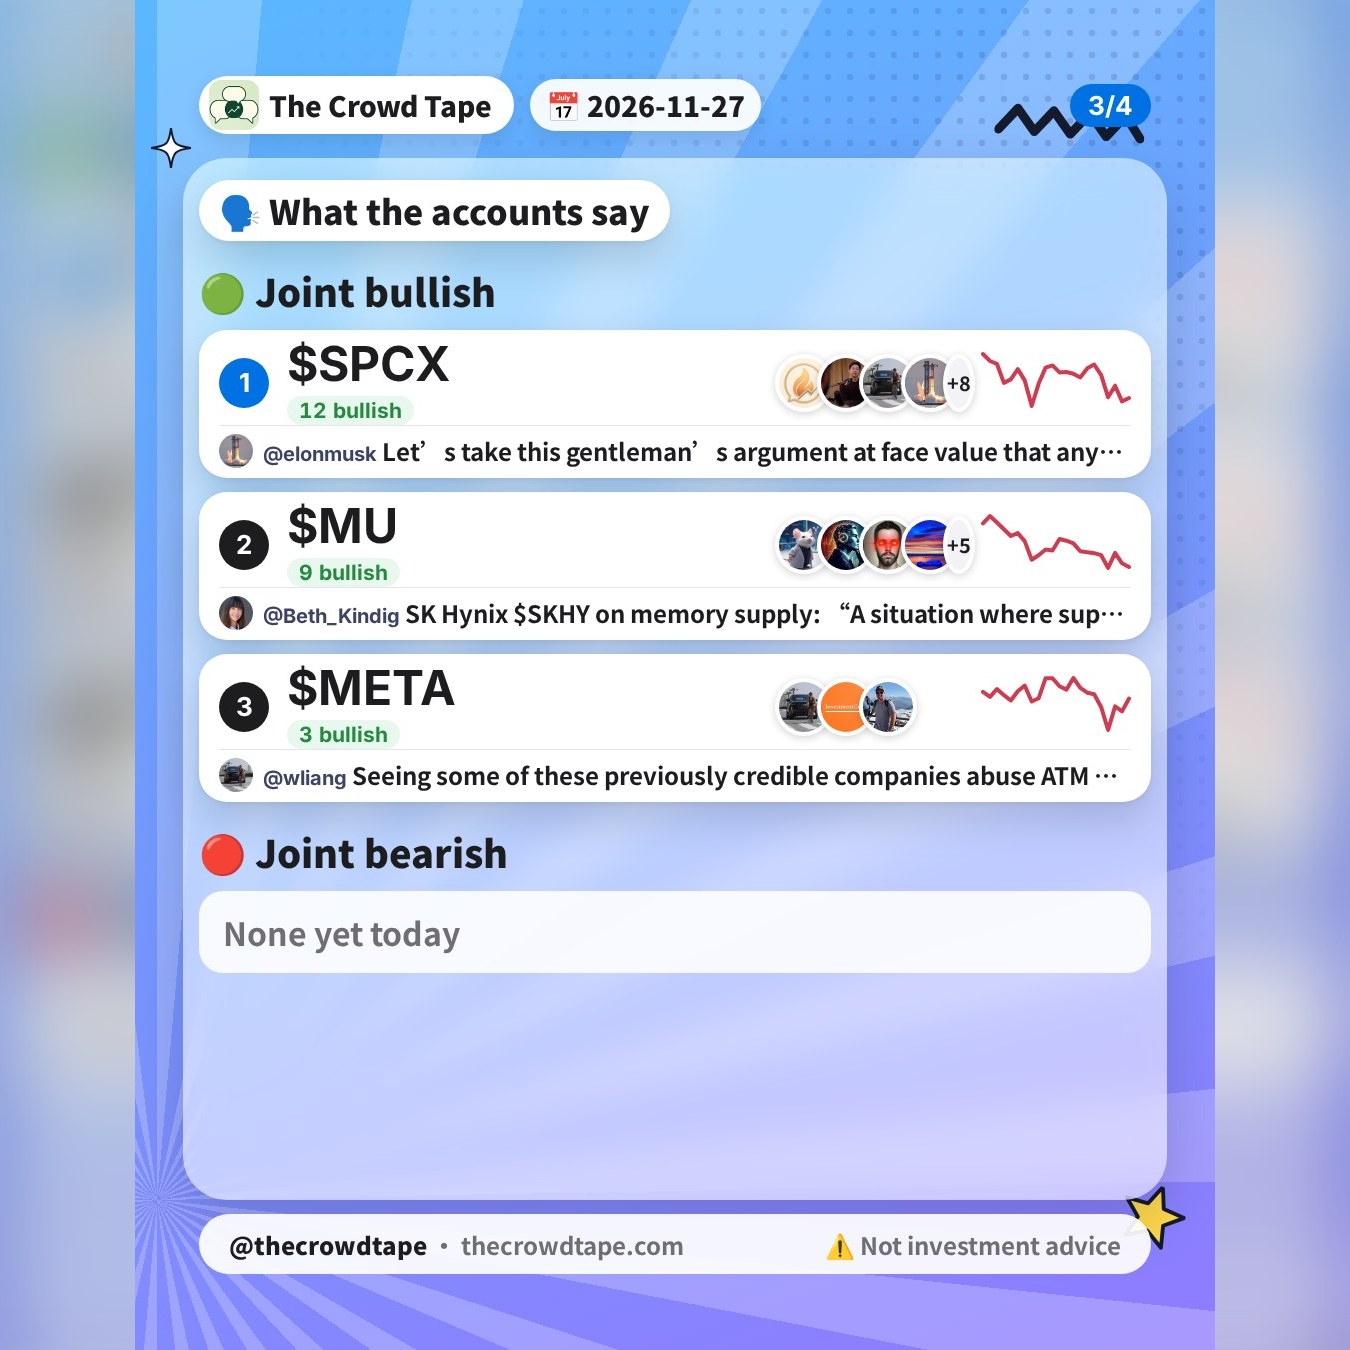 The Crowd Tape
July
17
2026-11-27
3/4
What the accounts say
Joint bullish
1
$SPCX
12 bullish
+8
@elonmusk Let’s take this gentleman’s argument at face value that any…
2
$MU
9 bullish
+5
@Beth_Kindig SK Hynix $SKHY on memory supply: “A situation where sup…
3
$META
3 bullish
@wliang Seeing some of these previously credible companies abuse ATM …
Joint bearish
None yet today
@thecrowdtape • thecrowdtape.com
Not investment advice